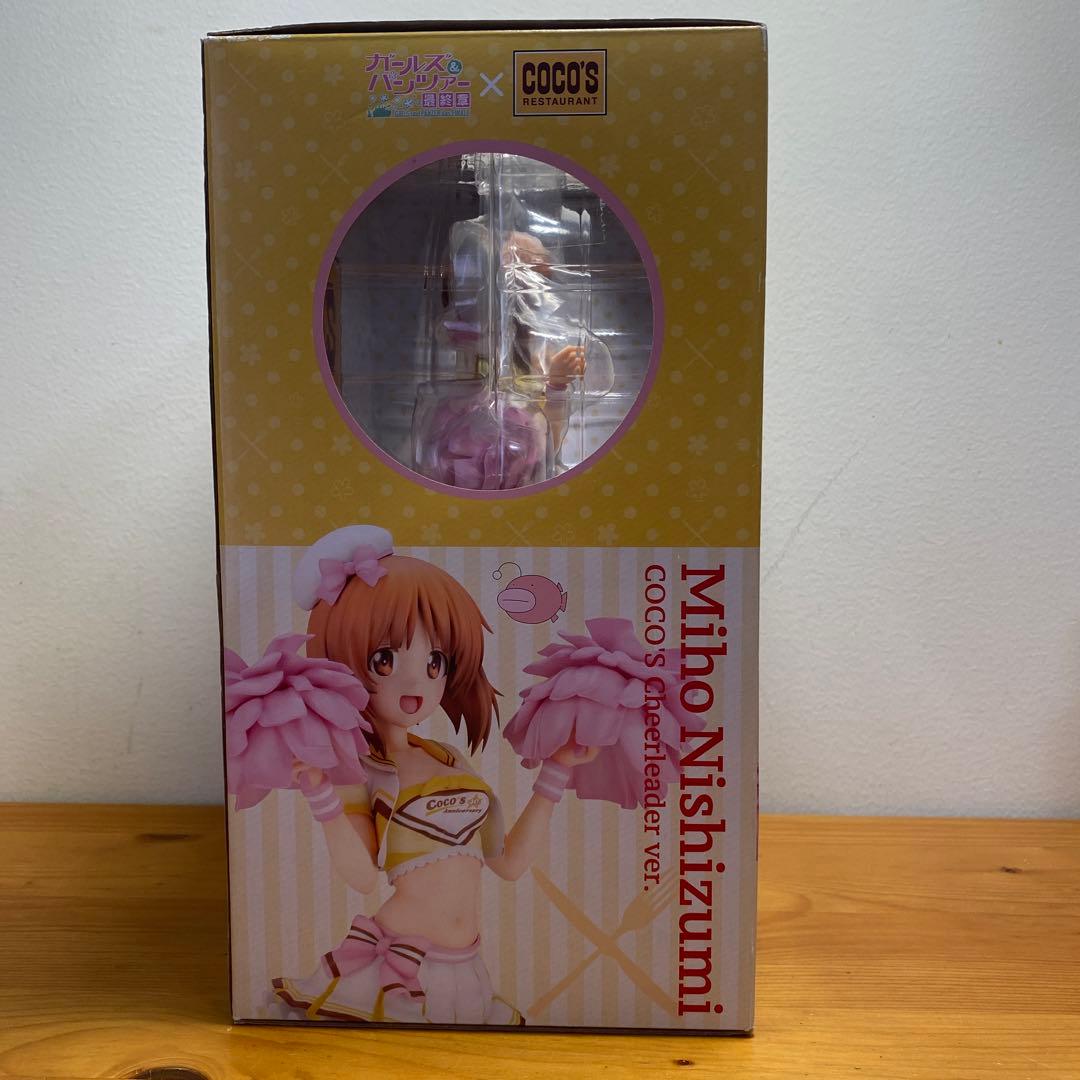 ガールズ&
パンツァー
最終章
×
COCO'S
RESTAURANT
Miho Nishizumi
COCO'S Cheerleader ver.
Coco's
Anniversary